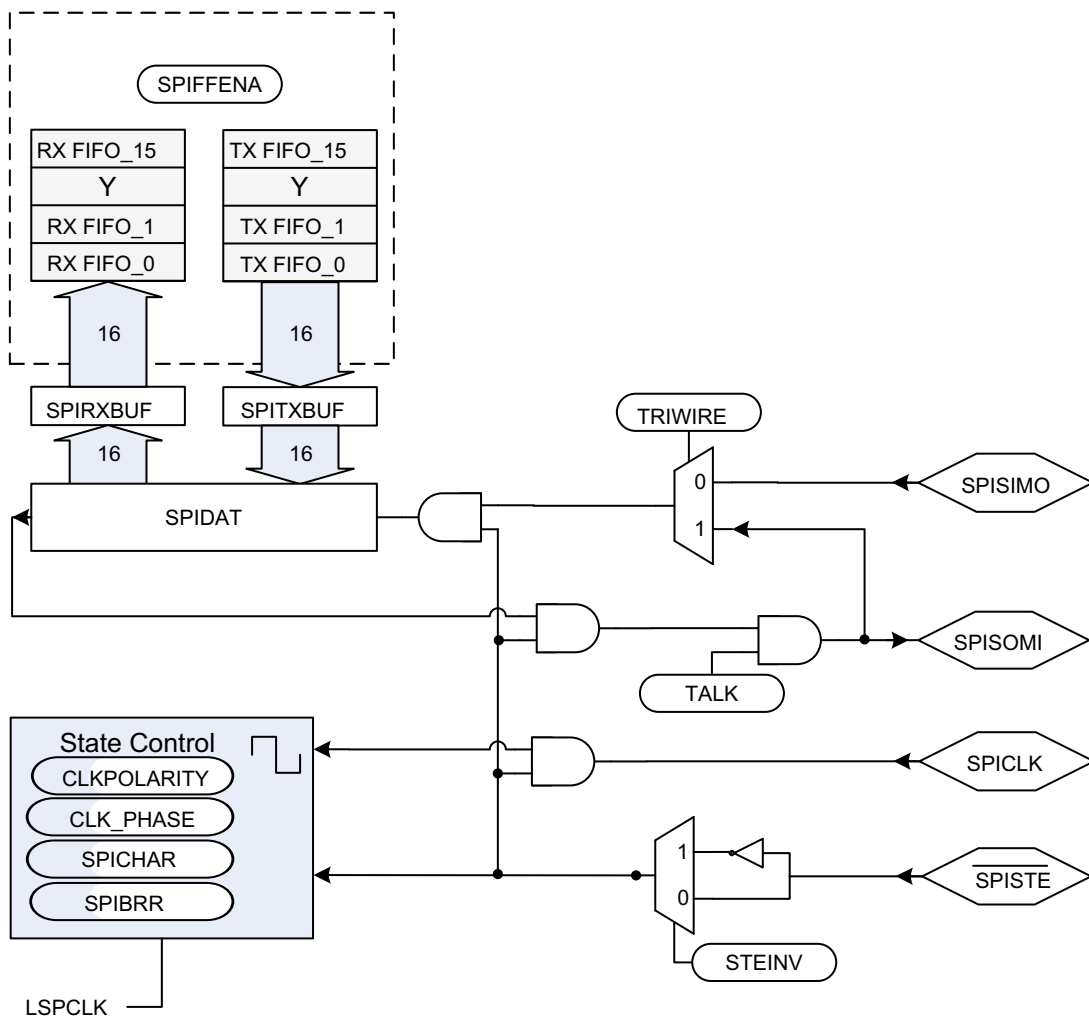 SPIFFENA
RX FIFO_15
TX FIFO_15
Y
Y
RX FIFO_1
TX FIFO_1
RX FIFO_0
TX FIFO_0
16
16
SPIRXBUF
SPITXBUF
16
16
SPIDAT
TRIWIRE
0
1
SPISIMO
SPISOMI
TALK
State Control
CLKPOLARITY
CLK_PHASE
SPICHAR
SPIBRR
SPICLK
1
0
SPISTE
STEINV
LSPCLK